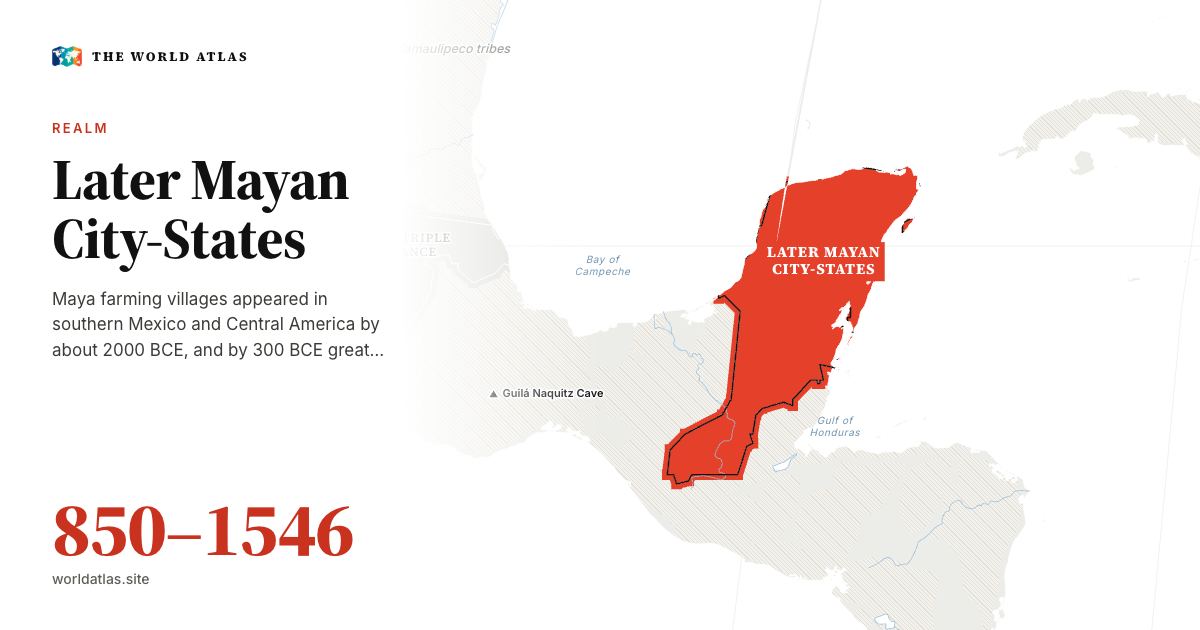 THE WORLD ATLAS
REALM
Later Mayan
City-States
Maya farming villages appeared in
southern Mexico and Central America by
about 2000 BCE, and by 300 BCE great...
850–1546
worldatlas.site
tribes
Bay of
Campeche
LATER MAYAN
CITY-STATES
Guilá Naquitz Cave
Gulf of
Honduras